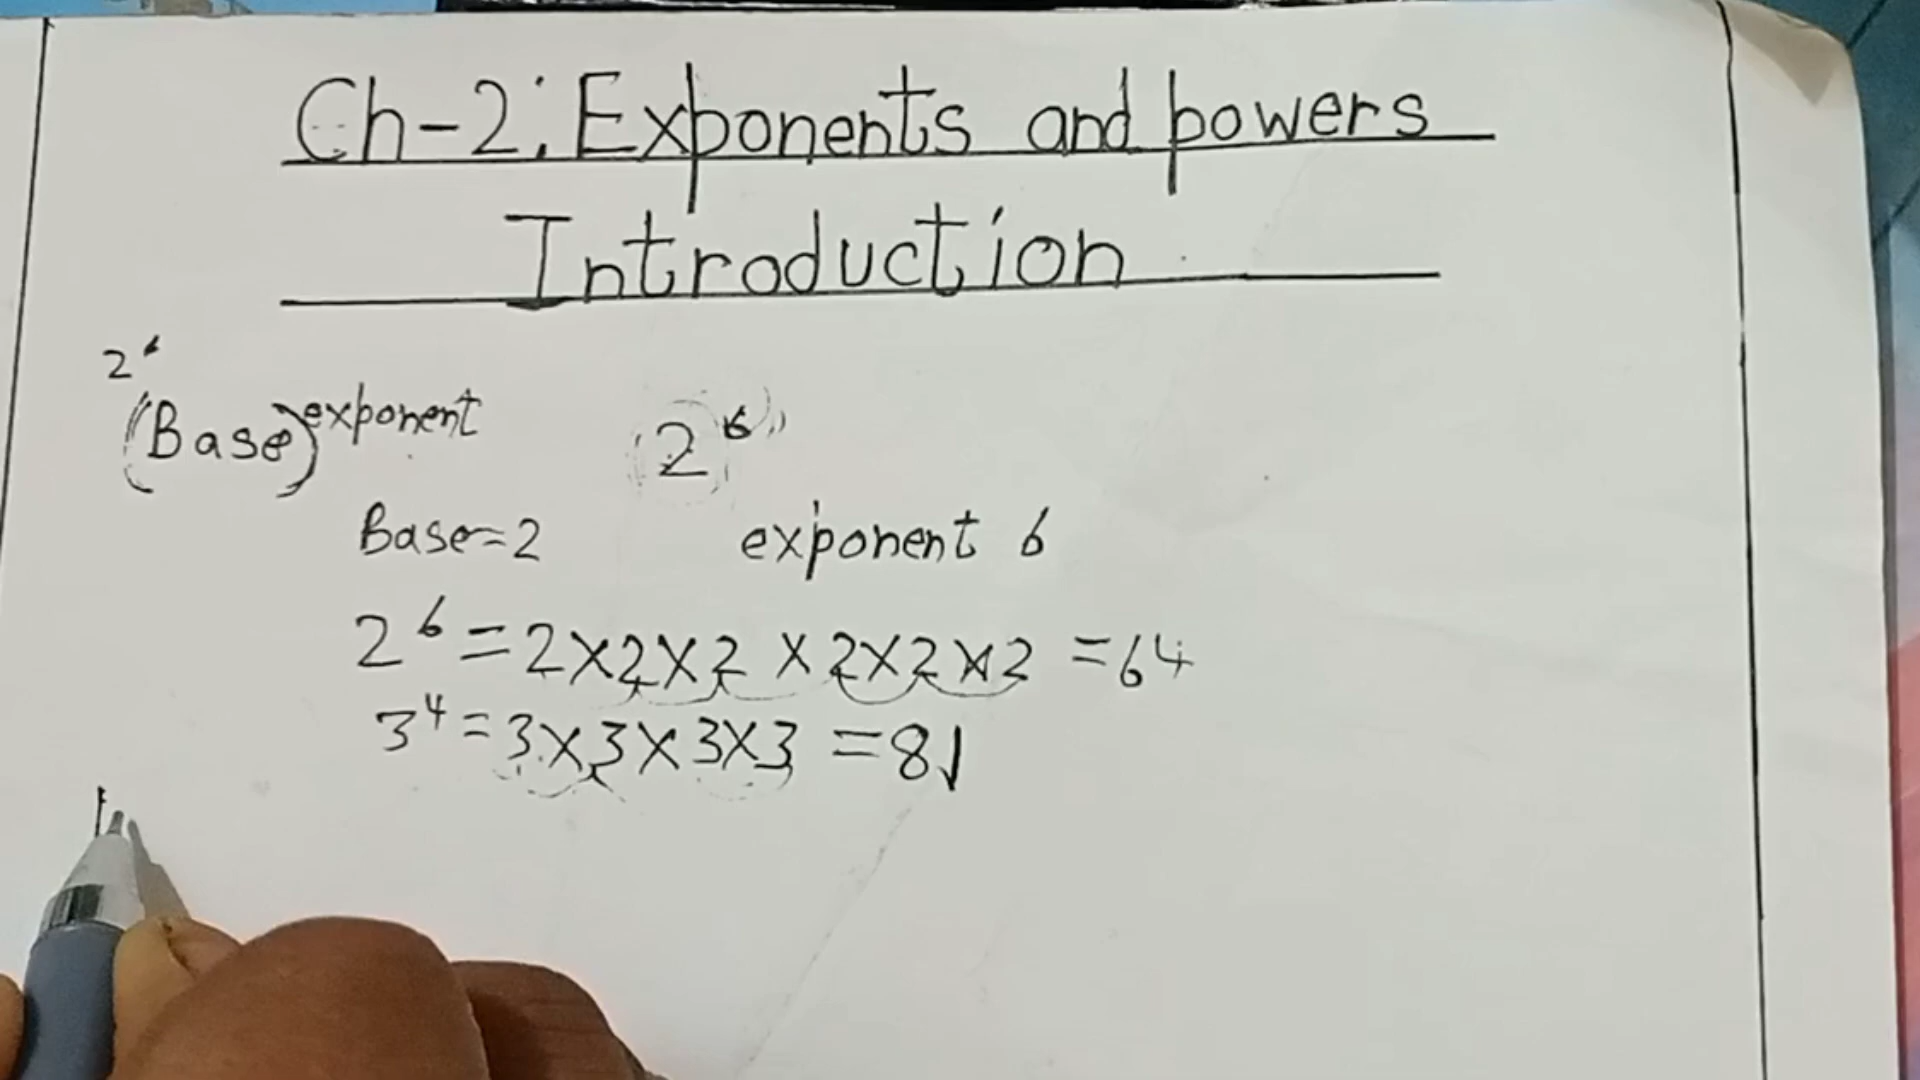 Ch-2: Exponents and powers
Introduction
2⁶
(Base)^exponent 2⁶
Base=2 exponent 6
2⁶=2×2×2×2×2×2=64
3⁴=3×3×3×3=81